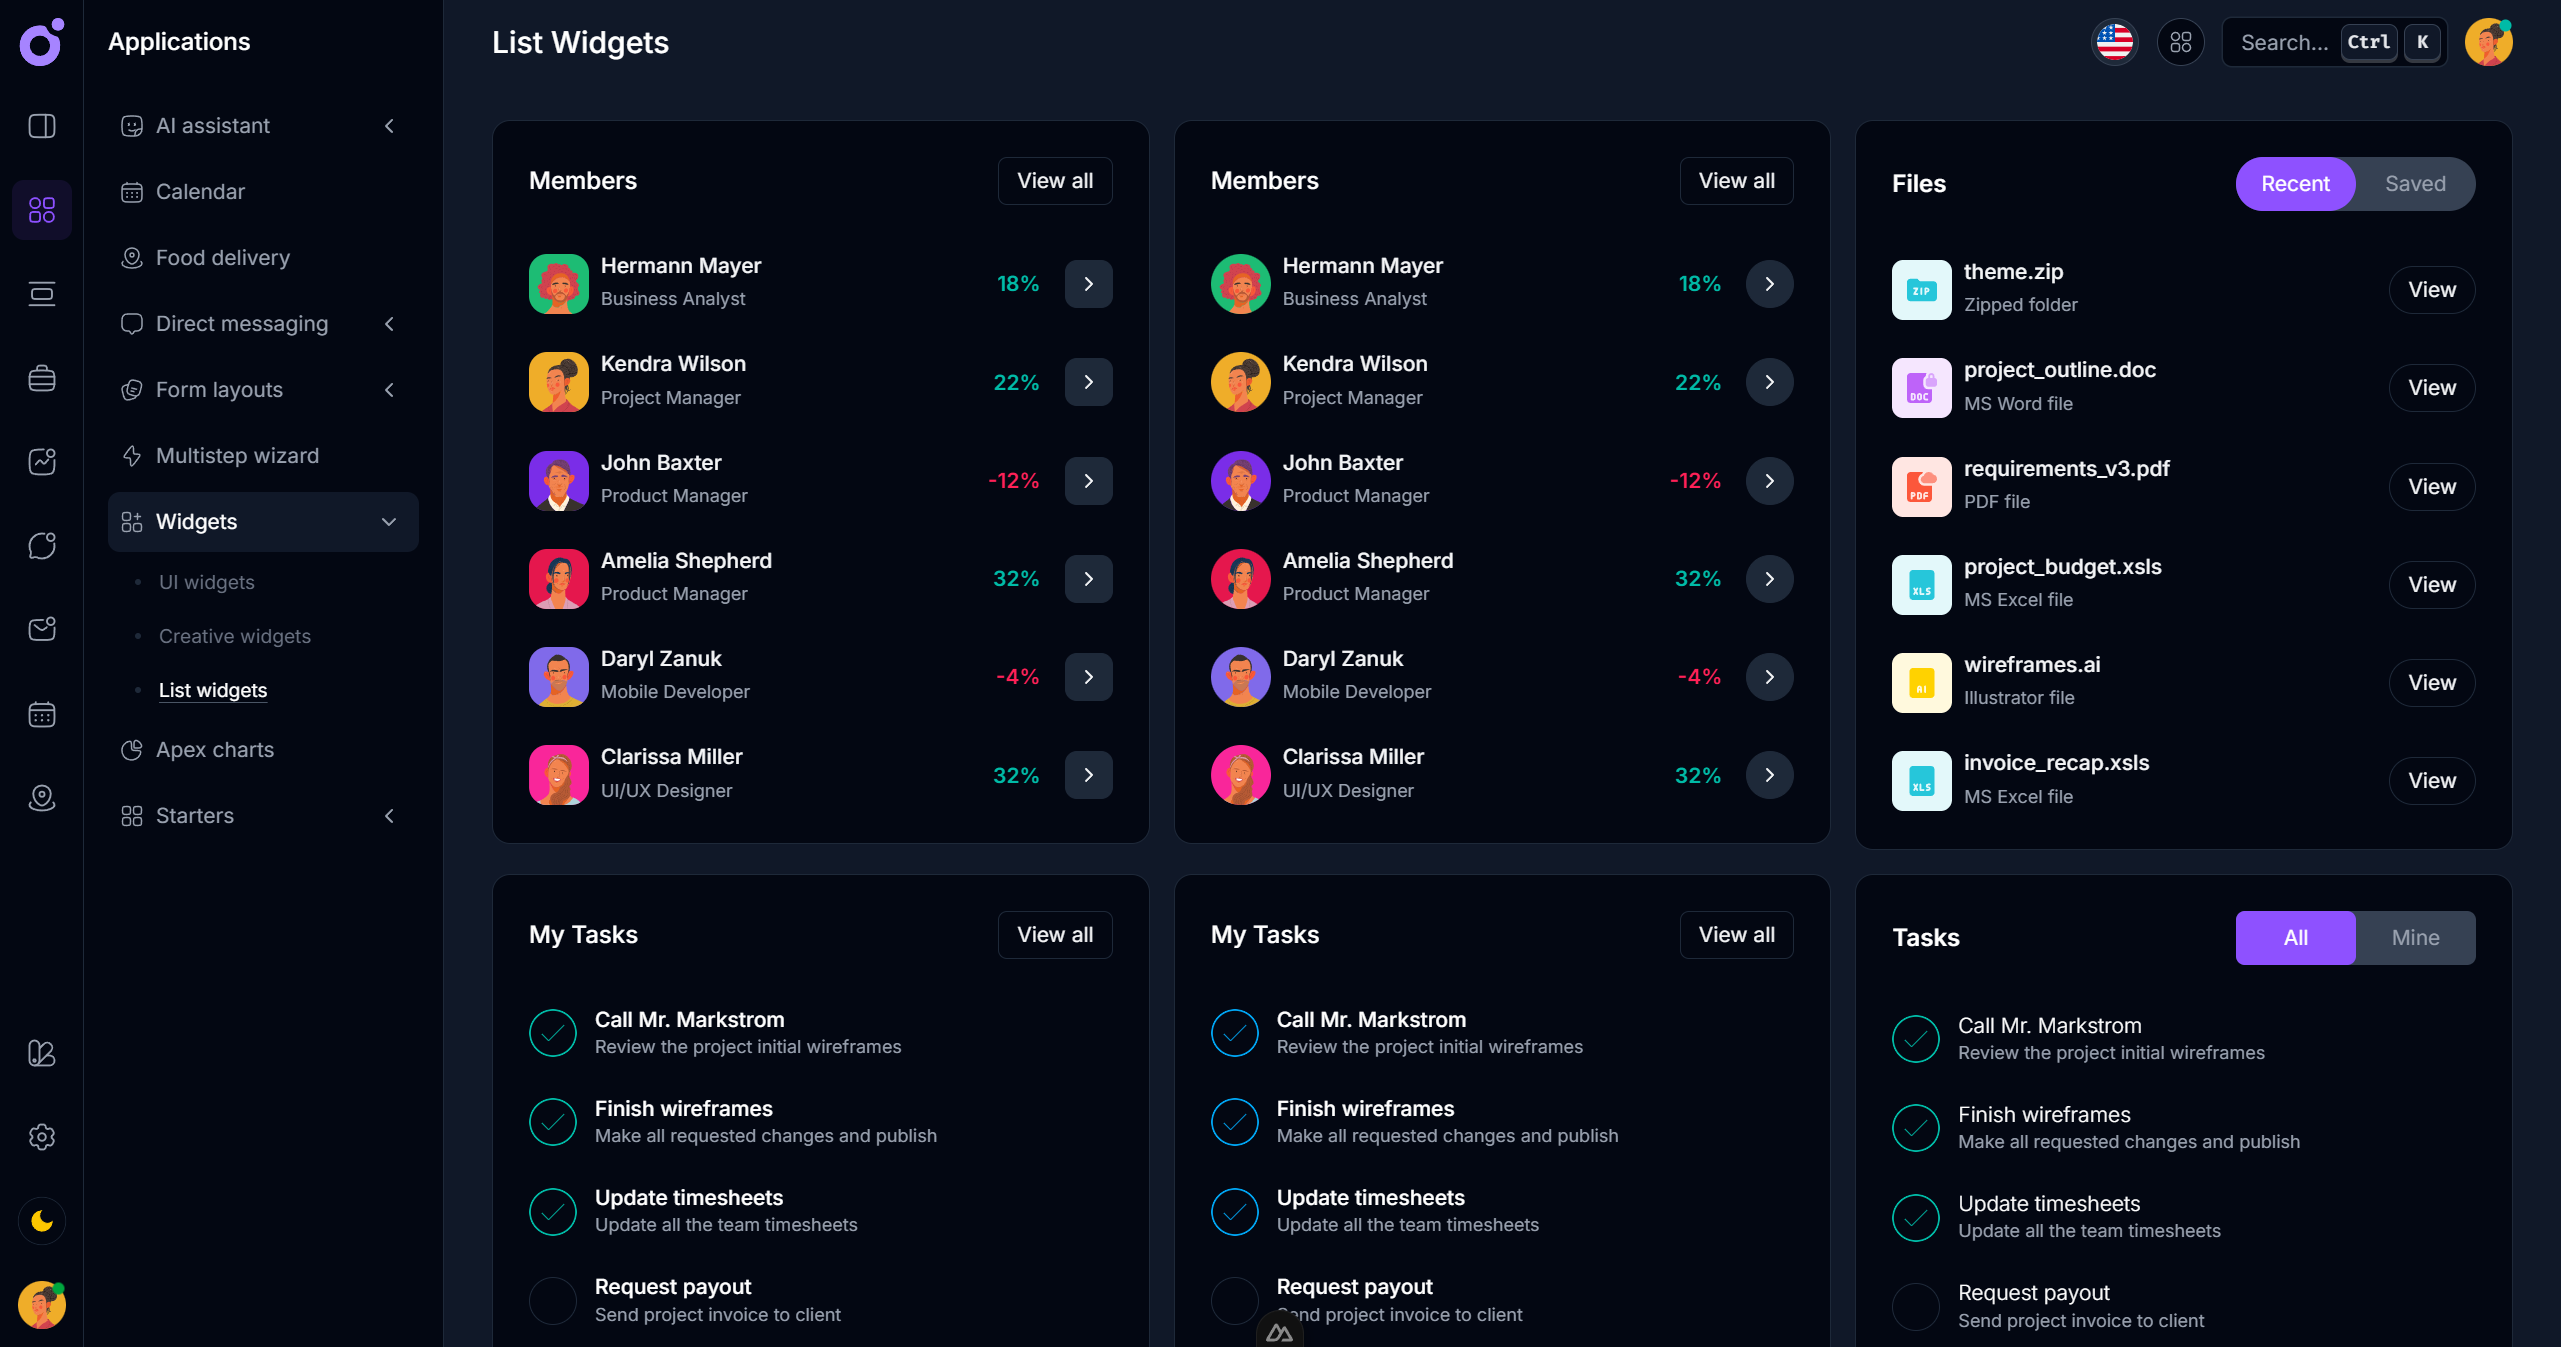 Applications
AI assistant
Calendar
Food delivery
Direct messaging
Form layouts
Multistep wizard
Widgets
UI widgets
Creative widgets
List widgets
Apex charts
Starters
List Widgets
Search... Ctrl K
Members View all
Hermann Mayer
Business Analyst
18%
Kendra Wilson
Project Manager
22%
John Baxter
Product Manager
-12%
Amelia Shepherd
Product Manager
32%
Daryl Zanuk
Mobile Developer
-4%
Clarissa Miller
UI/UX Designer
32%
Members View all
Hermann Mayer
Business Analyst
18%
Kendra Wilson
Project Manager
22%
John Baxter
Product Manager
-12%
Amelia Shepherd
Product Manager
32%
Daryl Zanuk
Mobile Developer
-4%
Clarissa Miller
UI/UX Designer
32%
Files Recent Saved
ZIP
theme.zip
Zipped folder
View
DOC
project_outline.doc
MS Word file
View
PDF
requirements_v3.pdf
PDF file
View
XLS
project_budget.xsls
MS Excel file
View
AI
wireframes.ai
Illustrator file
View
XLS
invoice_recap.xsls
MS Excel file
View
My Tasks View all
Call Mr. Markstrom
Review the project initial wireframes
Finish wireframes
Make all requested changes and publish
Update timesheets
Update all the team timesheets
Request payout
Send project invoice to client
My Tasks View all
Call Mr. Markstrom
Review the project initial wireframes
Finish wireframes
Make all requested changes and publish
Update timesheets
Update all the team timesheets
Request payout
Send project invoice to client
Tasks All Mine
Call Mr. Markstrom
Review the project initial wireframes
Finish wireframes
Make all requested changes and publish
Update timesheets
Update all the team timesheets
Request payout
Send project invoice to client